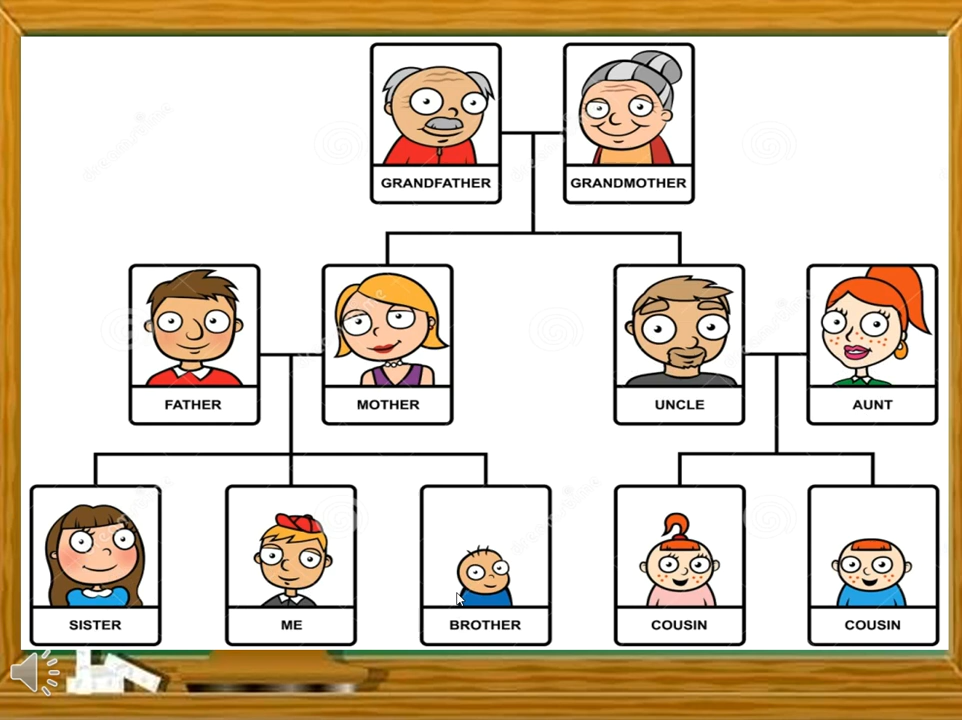 GRANDFATHER GRANDMOTHER
FATHER MOTHER UNCLE AUNT
SISTER ME BROTHER COUSIN COUSIN